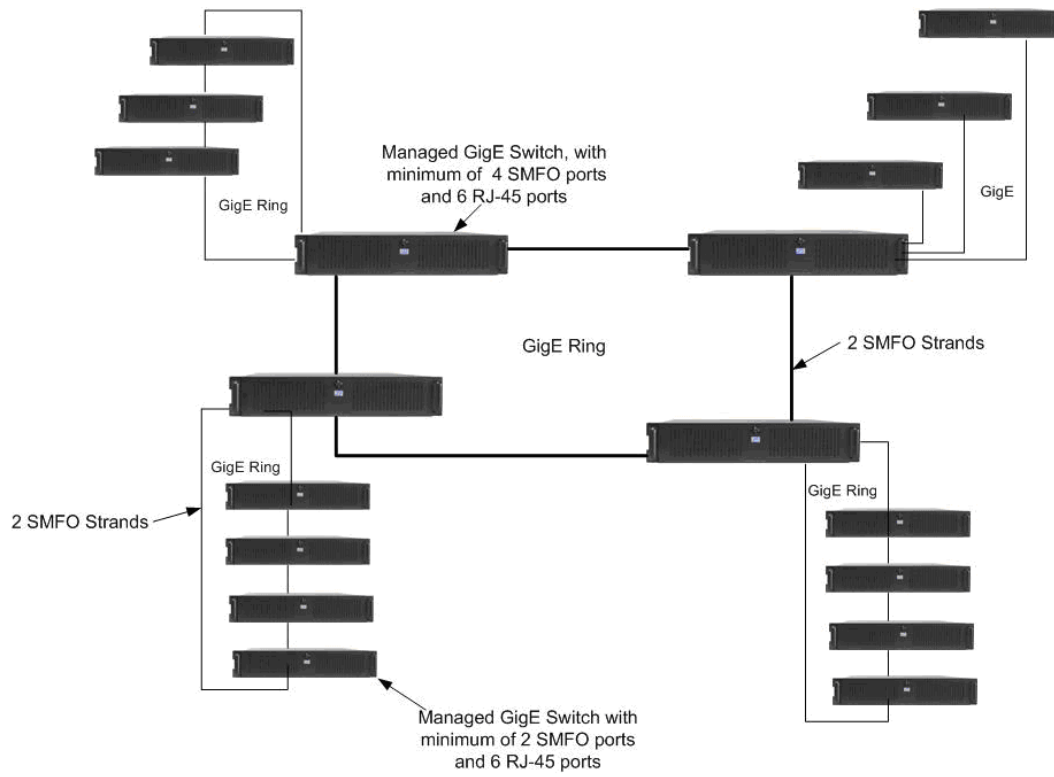 Managed GigE Switch, with
minimum of 4 SMFO ports
and 6 RJ-45 ports
GigE Ring
GigE
GigE Ring
2 SMFO Strands
GigE Ring
GigE Ring
2 SMFO Strands
Managed GigE Switch with
minimum of 2 SMFO ports
and 6 RJ-45 ports